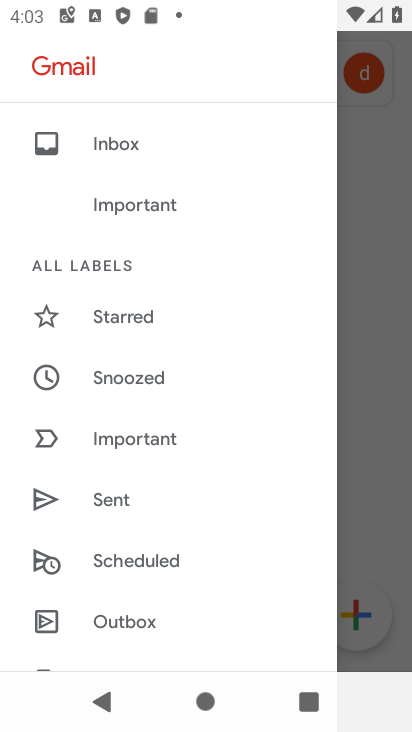 4:03
Gmail
d
Inbox
Important
ALL LABELS
Starred
Snoozed
Important
Sent
Scheduled
Outbox